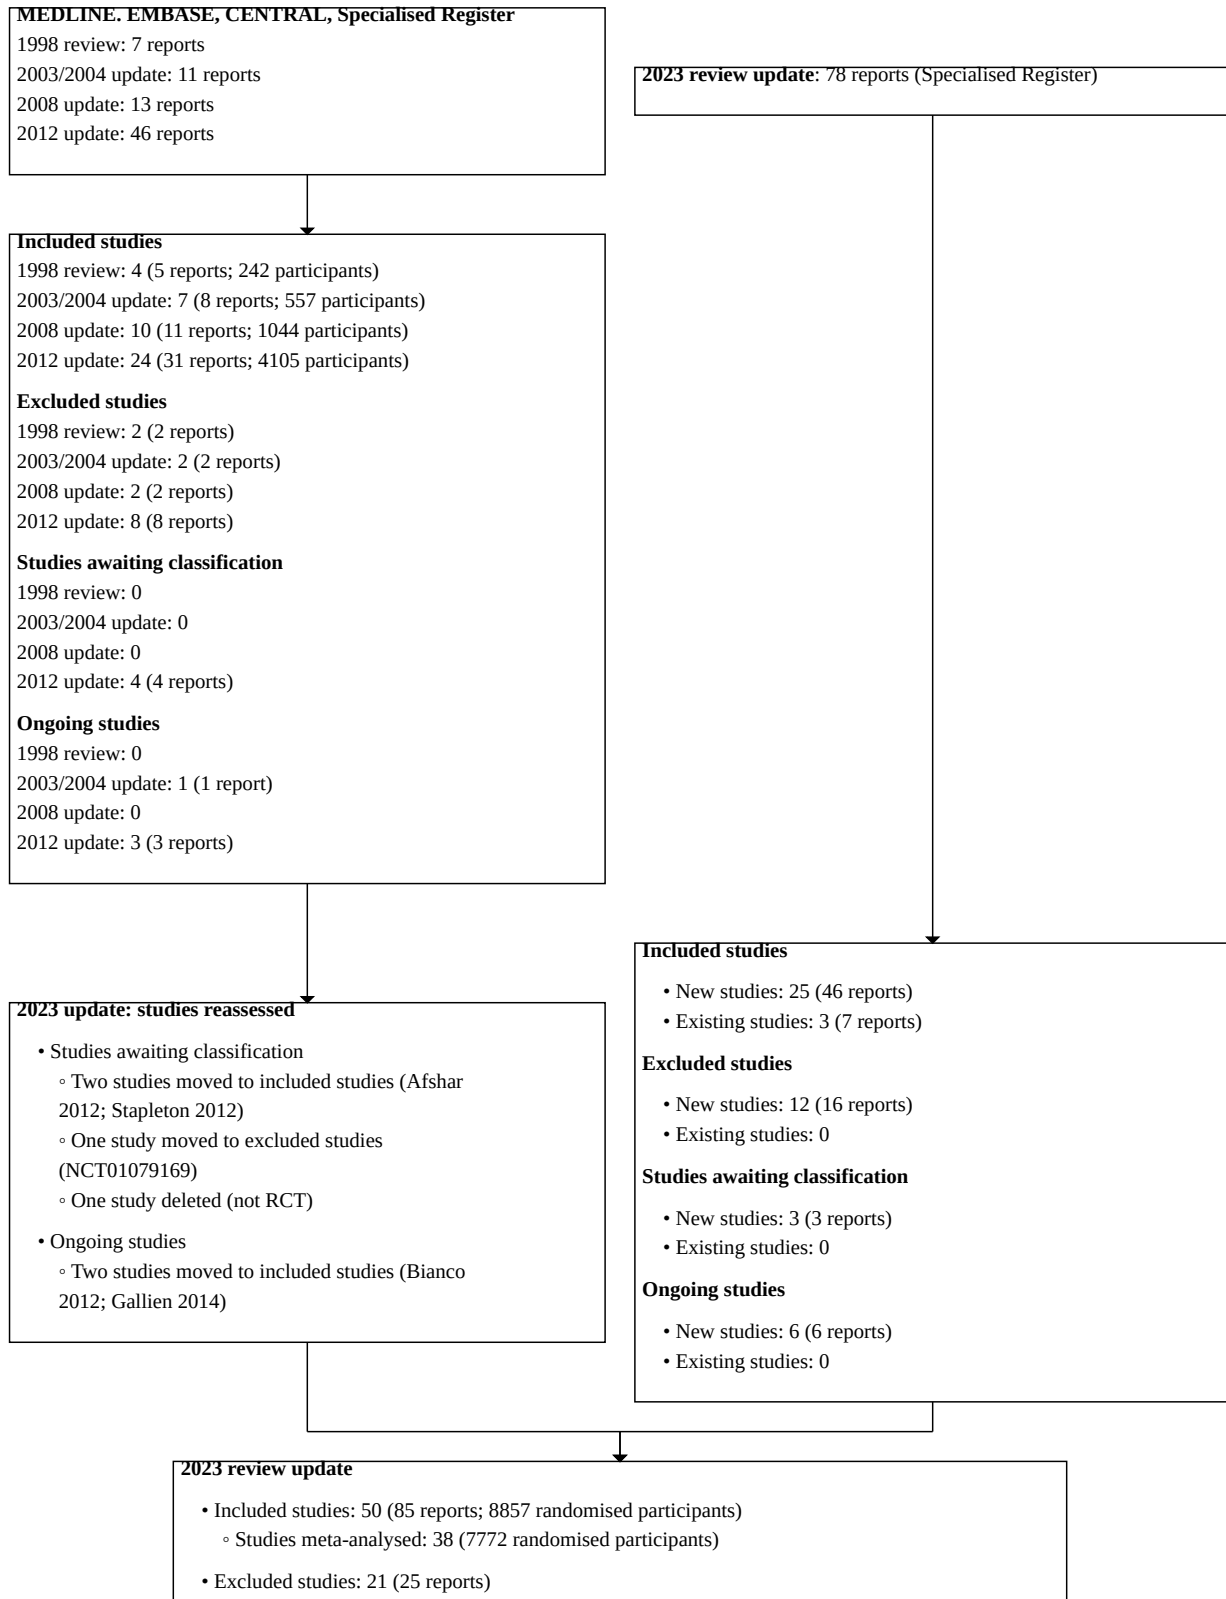 MEDLINE. EMBASE, CENTRAL, Specialised Register
1998 review: 7 reports
2003/2004 update: 11 reports
2008 update: 13 reports
2012 update: 46 reports
2023 review update: 78 reports (Specialised Register)
Included studies
1998 review: 4 (5 reports; 242 participants)
2003/2004 update: 7 (8 reports; 557 participants)
2008 update: 10 (11 reports; 1044 participants)
2012 update: 24 (31 reports; 4105 participants)
Excluded studies
1998 review: 2 (2 reports)
2003/2004 update: 2 (2 reports)
2008 update: 2 (2 reports)
2012 update: 8 (8 reports)
Studies awaiting classification
1998 review: 0
2003/2004 update: 0
2008 update: 0
2012 update: 4 (4 reports)
Ongoing studies
1998 review: 0
2003/2004 update: 1 (1 report)
2008 update: 0
2012 update: 3 (3 reports)
2023 update: studies reassessed
• Studies awaiting classification
◦ Two studies moved to included studies (Afshar
2012; Stapleton 2012)
◦ One study moved to excluded studies
(NCT01079169)
◦ One study deleted (not RCT)
• Ongoing studies
◦ Two studies moved to included studies (Bianco
2012; Gallien 2014)
Included studies
• New studies: 25 (46 reports)
• Existing studies: 3 (7 reports)
Excluded studies
• New studies: 12 (16 reports)
• Existing studies: 0
Studies awaiting classification
• New studies: 3 (3 reports)
• Existing studies: 0
Ongoing studies
• New studies: 6 (6 reports)
• Existing studies: 0
2023 review update
• Included studies: 50 (85 reports; 8857 randomised participants)
◦ Studies meta-analysed: 38 (7772 randomised participants)
• Excluded studies: 21 (25 reports)